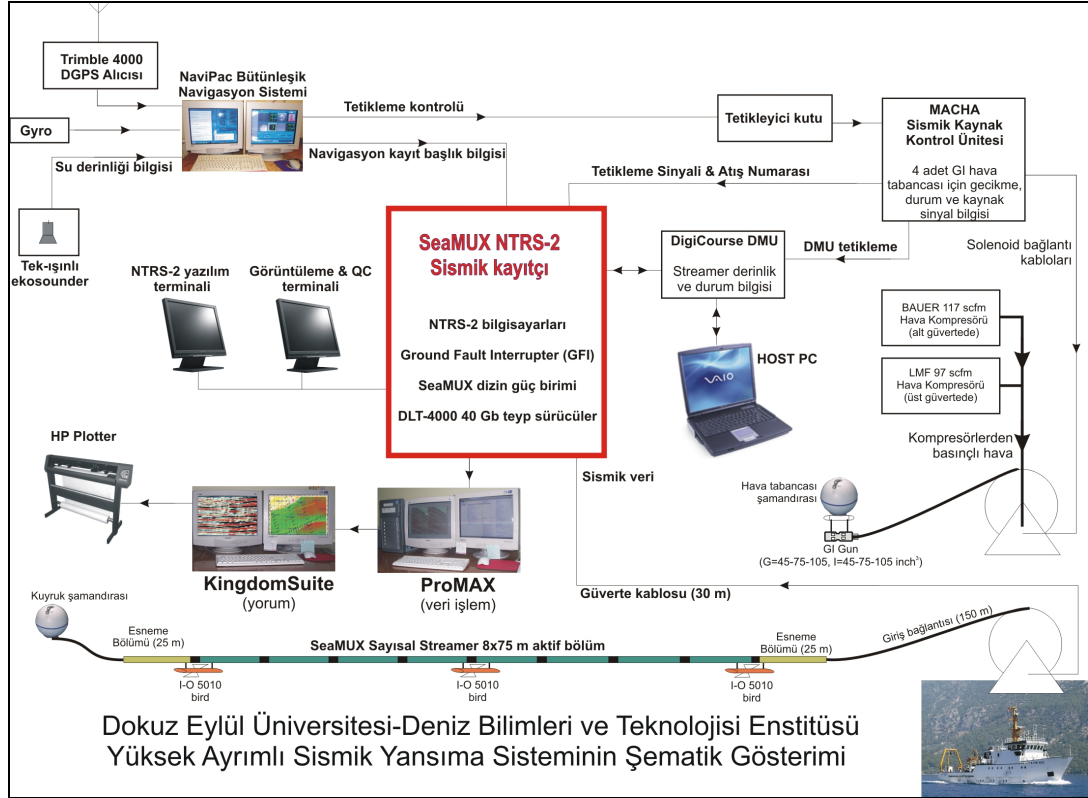 Trimble 4000
DGPS Alıcısı
NaviPac Bütünleşik
Navigasyon Sistemi
Gyro
Su derinliği bilgisi
Tek-ışınlı
ekosounder
Tetikleme kontrolü
Navigasyon kayıt başlık bilgisi
Tetikleyici kutu
MACHA
Sismik Kaynak
Kontrol Ünitesi
4 adet GI hava
tabancası için gecikme,
durum ve kaynak
sinyal bilgisi
Tetikleme Sinyali & Atış Numarası
DMU tetikleme
Solenoid bağlantı
kabloları
SeaMUX NTRS-2
Sismik kayıtçı
NTRS-2 bilgisayarları
Ground Fault Interrupter (GFI)
SeaMUX dizin güç birimi
DLT-4000 40 Gb teyp sürücüler
DigiCourse DMU
Streamer derinlik
ve durum bilgisi
NTRS-2 yazılım
terminali
Görüntüleme & QC
terminali
VAIO
HOST PC
BAUER 117 scfm
Hava Kompresörü
(alt güvertede)
LMF 97 scfm
Hava Kompresörü
(üst güvertede)
Kompresörlerden
basınçlı hava
HP Plotter
Sismik veri
Hava tabancası
şamandırası
GI Gun
(G=45-75-105, I=45-75-105 inch³)
KingdomSuite
(yorum)
ProMAX
(veri işlem)
Güverte kablosu (30 m)
Kuyruk şamandırası
Esneme
Bölümü (25 m)
SeaMUX Sayısal Streamer 8x75 m aktif bölüm
Esneme
Bölümü (25 m)
Giriş bağlantısı (150 m)
I-O 5010
bird
I-O 5010
bird
I-O 5010
bird
Dokuz Eylül Üniversitesi-Deniz Bilimleri ve Teknolojisi Enstitüsü
Yüksek Ayrımlı Sismik Yansıma Sisteminin Şematik Gösterimi